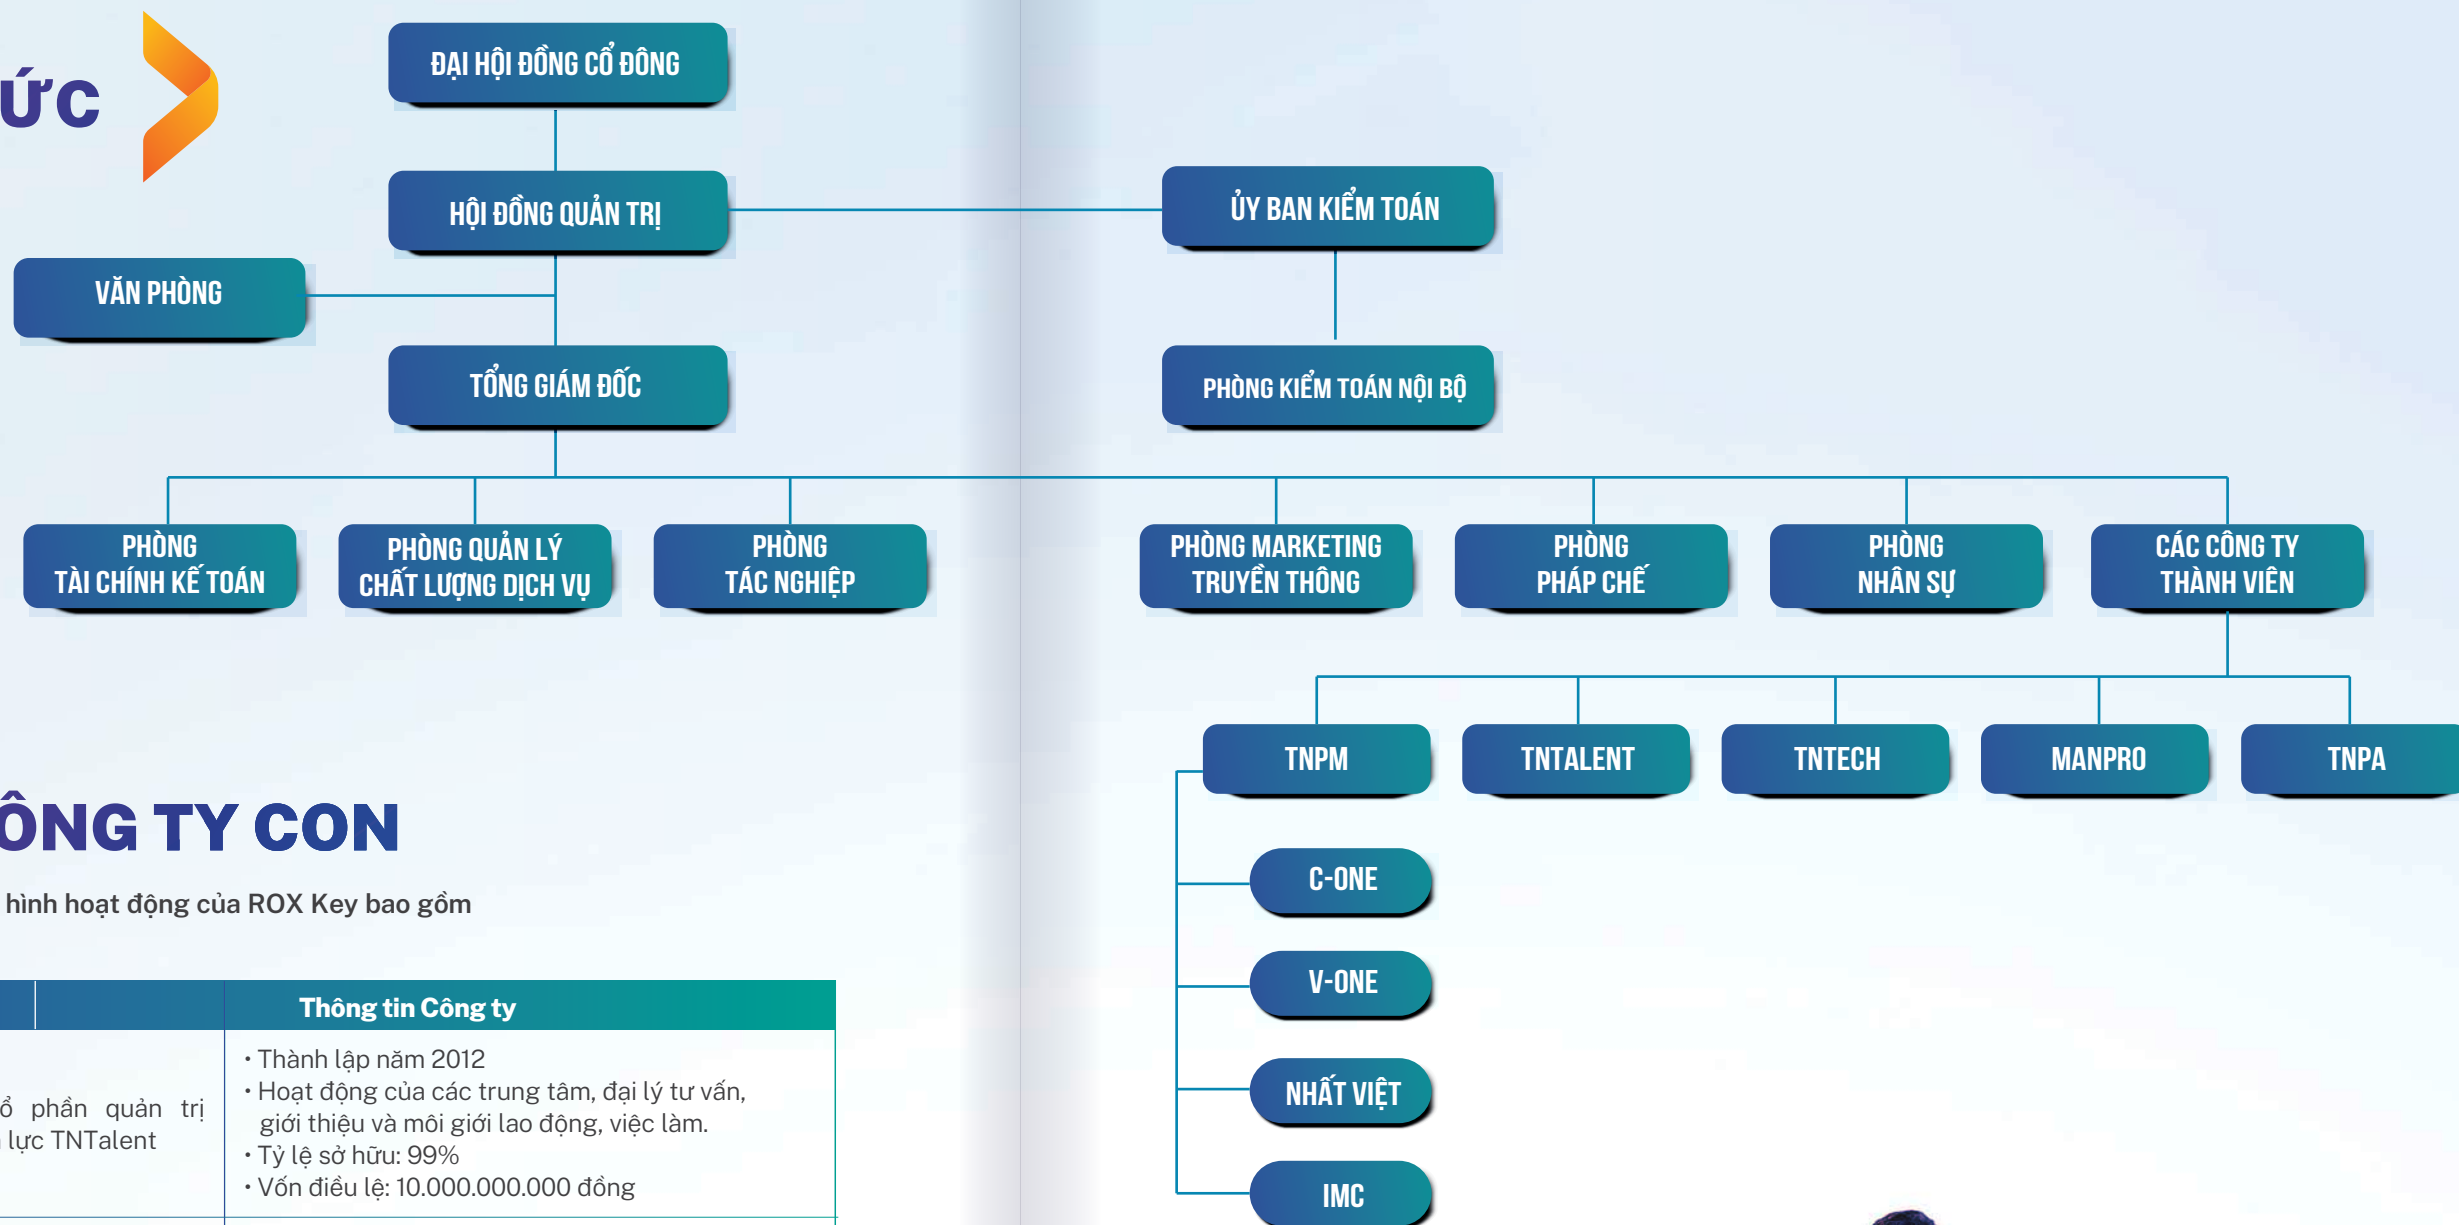 ỨC
ĐẠI HỘI ĐỒNG CỔ ĐÔNG
HỘI ĐỒNG QUẢN TRỊ
ỦY BAN KIỂM TOÁN
VĂN PHÒNG
TỔNG GIÁM ĐỐC
PHÒNG KIỂM TOÁN NỘI BỘ
PHÒNG
TÀI CHÍNH KẾ TOÁN
PHÒNG QUẢN LÝ
CHẤT LƯỢNG DỊCH VỤ
PHÒNG
TÁC NGHIỆP
PHÒNG MARKETING
TRUYỀN THÔNG
PHÒNG
PHÁP CHẾ
PHÒNG
NHÂN SỰ
CÁC CÔNG TY
THÀNH VIÊN
TNPM
TNTALENT
TNTECH
MANPRO
TNPA
C-ONE
V-ONE
NHẤT VIỆT
IMC
ÔNG TY CON
hình hoạt động của ROX Key bao gồm
Thông tin Công ty
ổ phần quản trị
lực TNTalent
• Thành lập năm 2012
• Hoạt động của các trung tâm, đại lý tư vấn,
giới thiệu và môi giới lao động, việc làm.
• Tỷ lệ sở hữu: 99%
• Vốn điều lệ: 10.000.000.000 đồng